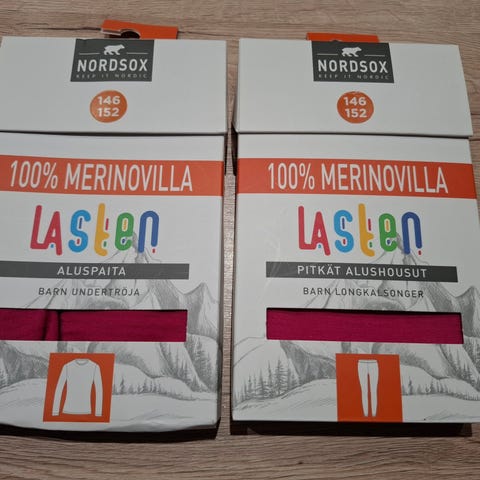 NORDSOX
KEEP IT NORDIC
146
152
100% MERINOVILLA
LASTEN
ALUSPAITA
BARN UNDERTRÖJA
NORDSOX
KEEP IT NORDIC
146
152
100% MERINOVILLA
LASTEN
PITKÄT ALUSHOUSUT
BARN LONGKALSONGER